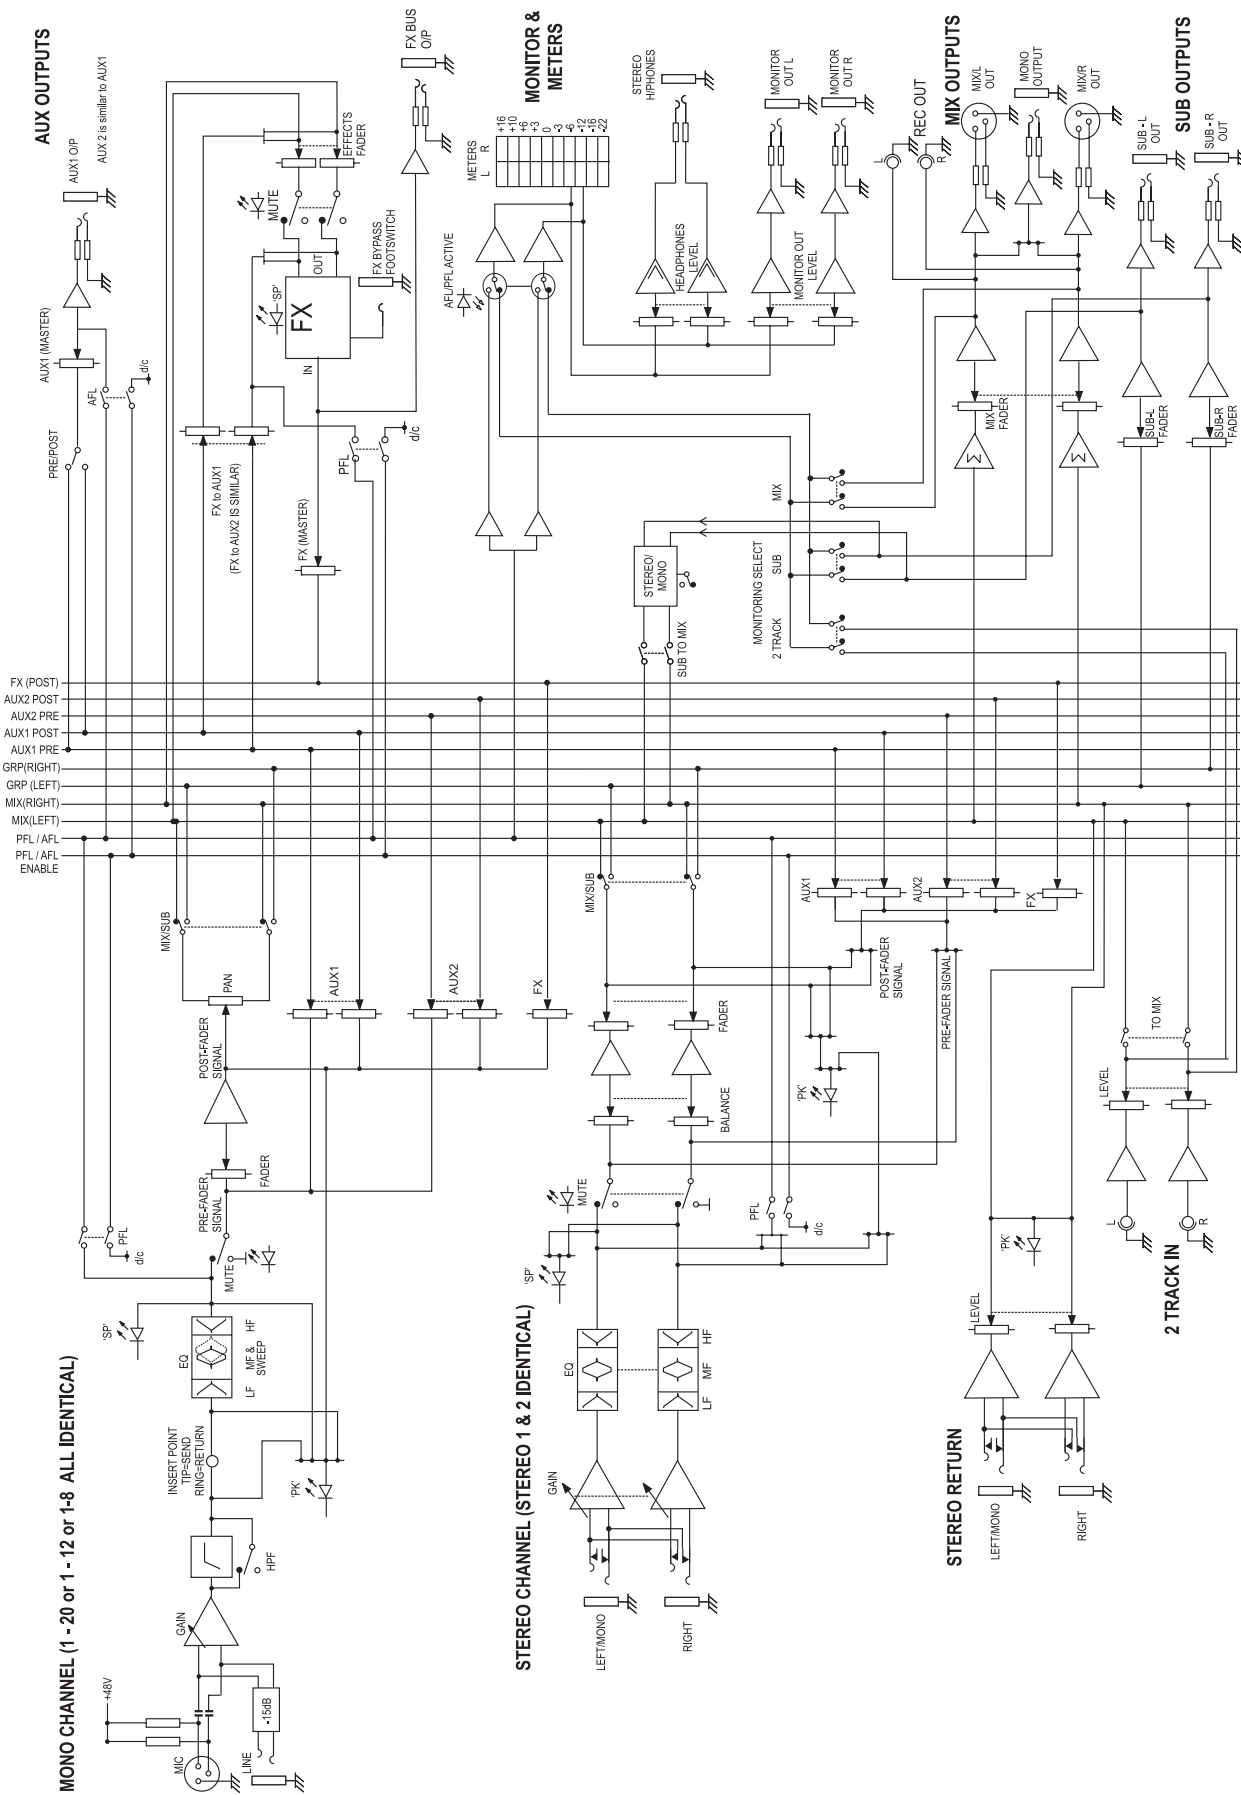 AUX OUTPUTS
AUX1 O/P
AUX 2 is similar to AUX1
AUX1 (MASTER)
AFL
d/c
PRE/POST
FX to AUX1
(FX to AUX2 IS SIMILAR)
EFFECTS
FADER
MUTE
FX BYPASS
FOOTSWITCH
OUT
'SP'
FX
IN
PFL
d/c
FX (MASTER)
FX BUS
O/P
MONITOR &
METERS
METERS
L R
+16
+10
+6
+3
0
-3
-6
-12
-16
-22
AFL/PFL ACTIVE
STEREO
H/PHONES
HEADPHONES
LEVEL
MONITOR
OUT L
MONITOR
OUT R
MONITOR OUT
LEVEL
REC OUT
L
R
MIX OUTPUTS
MIX/L
OUT
MONO
OUTPUT
MIX/R
OUT
MIX
FADER
Σ
Σ
SUB OUTPUTS
SUB - L
OUT
SUB - R
OUT
SUB-L
FADER
SUB-R
FADER
MONITORING SELECT
MIX
SUB
2 TRACK
STEREO/
MONO
SUB TO MIX
FX (POST)
AUX2 POST
AUX2 PRE
AUX1 POST
AUX1 PRE
GRP(RIGHT)
GRP (LEFT)
MIX(RIGHT)
MIX(LEFT)
PFL / AFL
PFL / AFL
ENABLE
MONO CHANNEL (1 - 20 or 1 - 12 or 1-8 ALL IDENTICAL)
MIC
+48V
LINE
-15dB
GAIN
HPF
INSERT POINT
TIP=SEND
RING=RETURN
'PK'
EQ
LF
MF &
SWEEP
HF
'SP'
MUTE
PFL
d/c
PRE-FADER
SIGNAL
FADER
POST-FADER
SIGNAL
PAN
MIX/SUB
AUX1
AUX2
FX
STEREO CHANNEL (STEREO 1 & 2 IDENTICAL)
LEFT/MONO
RIGHT
GAIN
EQ
LF
MF
HF
'SP'
MUTE
BALANCE
FADER
MIX/SUB
PFL
d/c
'PK'
POST-FADER
SIGNAL
PRE-FADER SIGNAL
AUX1
AUX2
FX
STEREO RETURN
LEFT/MONO
RIGHT
LEVEL
'PK'
2 TRACK IN
L
R
LEVEL
TO MIX